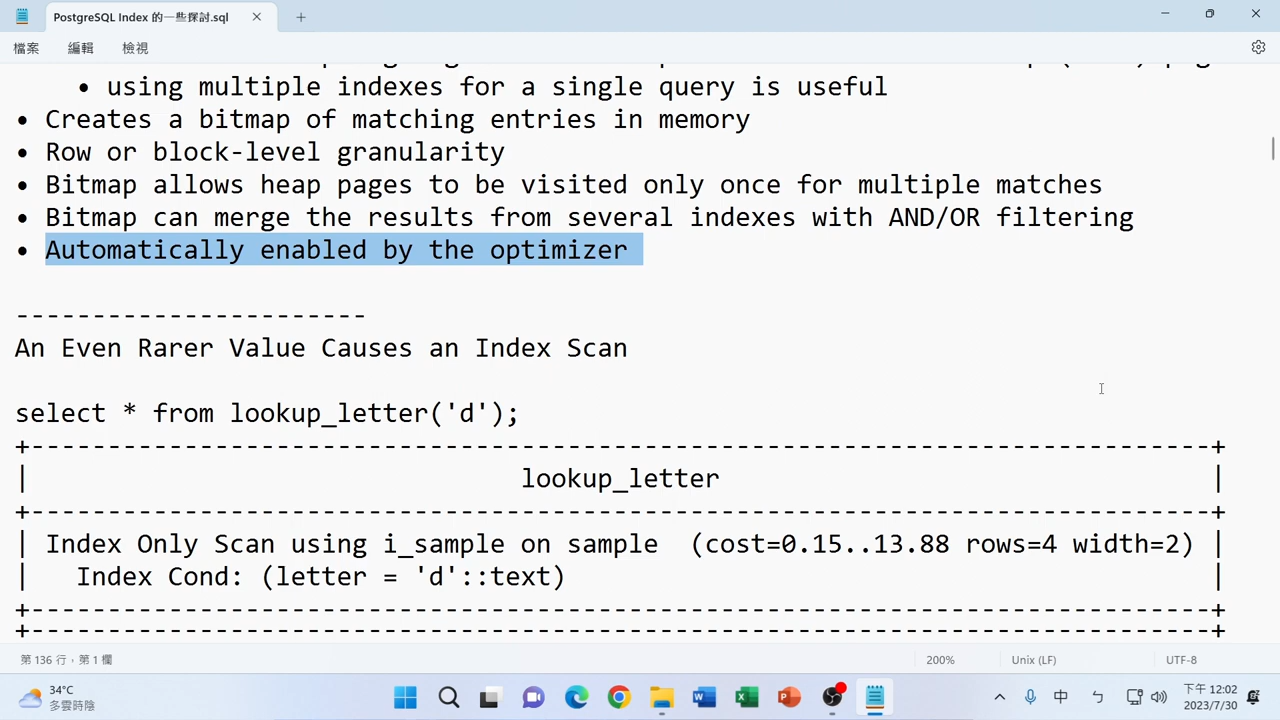 PostgreSQL Index 的一些探討.sql
檔案 編輯 檢視
• using multiple indexes for a single query is useful
• Creates a bitmap of matching entries in memory
• Row or block-level granularity
• Bitmap allows heap pages to be visited only once for multiple matches
• Bitmap can merge the results from several indexes with AND/OR filtering
• Automatically enabled by the optimizer
-----------------------
An Even Rarer Value Causes an Index Scan
select * from lookup_letter('d');
+-----------------------------------------------------------------------------+
| lookup_letter |
+-----------------------------------------------------------------------------+
| Index Only Scan using i_sample on sample  (cost=0.15..13.88 rows=4 width=2) |
|   Index Cond: (letter = 'd'::text) |
+-----------------------------------------------------------------------------+
+-----------------------------------------------------------------------------+
第 136 行，第 1 欄 200% Unix (LF) UTF-8
34°C
多雲時陰
中
下午 12:02
2023/7/30